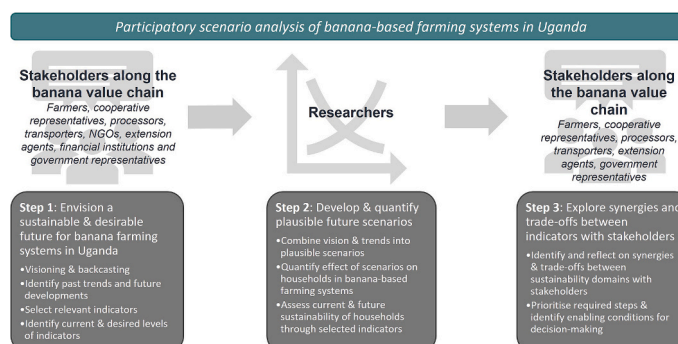 Participatory scenario analysis of banana-based farming systems in Uganda
Stakeholders along the
banana value chain
Farmers, cooperative
representatives, processors,
transporters, NGOs, extension
agents, financial institutions and
government representatives
Step 1: Envision a
sustainable & desirable
future for banana farming
systems in Uganda
•Visioning & backcasting
•Identify past trends and future
developments
•Select relevant indicators
•Identify current & desired levels
of indicators
Researchers
Step 2: Develop & quantify
plausible future scenarios
•Combine vision & trends into
plausible scenarios
•Quantify effect of scenarios on
households in banana-based
farming systems
•Assess current & future
sustainability of households
through selected indicators
Stakeholders along
the banana value
chain
Farmers, cooperative
representatives, processors,
transporters, extension
agents, government
representatives
Step 3: Explore synergies and
trade-offs between
indicators with stakeholders
•Identify and reflect on synergies
& trade-offs between
sustainability domains with
stakeholders
•Prioritise required steps &
identify enabling conditions for
decision-making